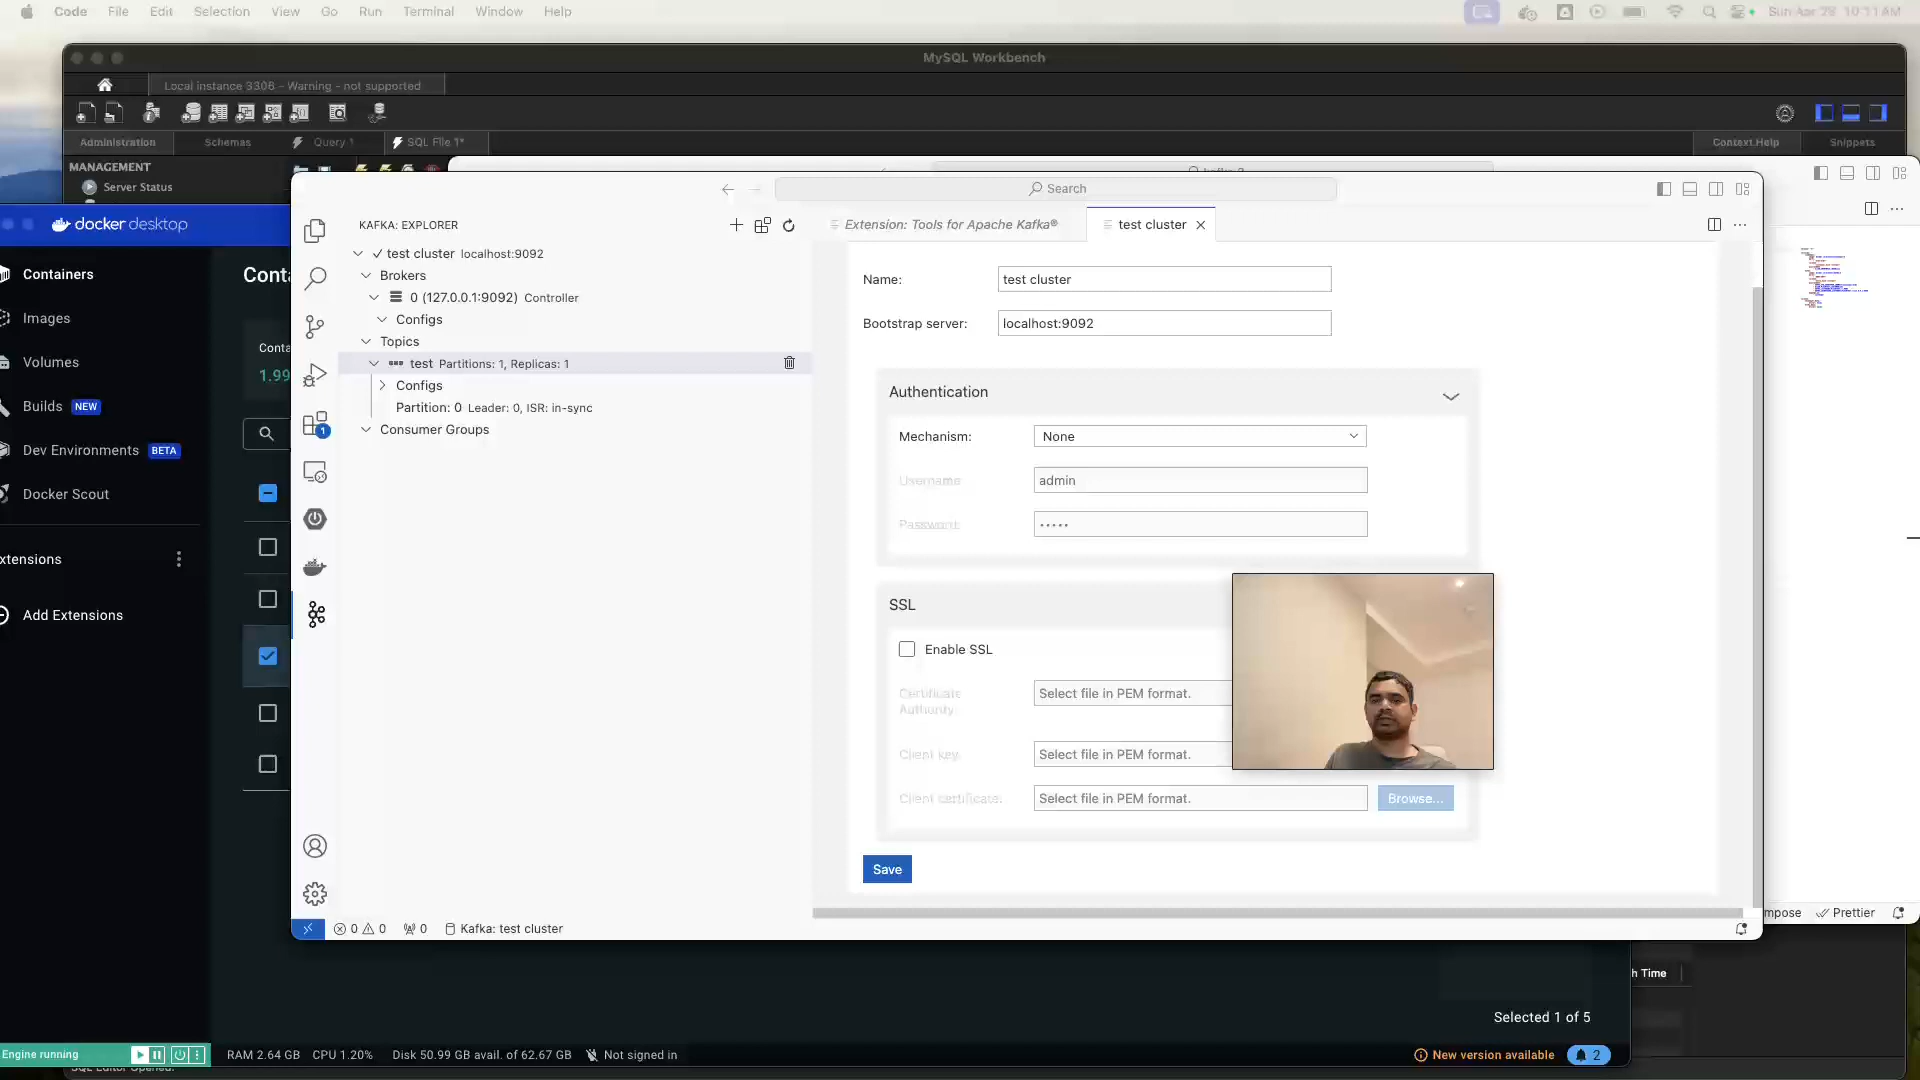 Code File Edit Selection View Go Run Terminal Window Help
MySQL Workbench
Local instance 3306 - Warning - not supported
Administration Schemas Query 1 SQL File 1* Context Help Snippets
MANAGEMENT
Server Status
docker desktop
Containers
Images
Volumes
Builds NEW
Dev Environments BETA
Docker Scout
xtensions
Add Extensions
Conta
Conta
1.99
Search
KAFKA: EXPLORER
Extension: Tools for Apache Kafka®
test cluster
test cluster localhost:9092
Brokers
0 (127.0.0.1:9092) Controller
Configs
Topics
test Partitions: 1, Replicas: 1
Configs
Partition: 0 Leader: 0, ISR: in-sync
Consumer Groups
1
Name: test cluster
Bootstrap server: localhost:9092
Authentication
Mechanism: None
Username admin
Password: •••••
SSL
Enable SSL
Certificate Authority: Select file in PEM format.
Client key: Select file in PEM format.
Client certificate: Select file in PEM format. Browse...
Save
0 0 0 Kafka: test cluster
mpose Prettier
h Time
Selected 1 of 5
Engine running RAM 2.64 GB CPU 1.20% Disk 50.99 GB avail. of 62.67 GB Not signed in New version available 2
SQL Editor Opened.